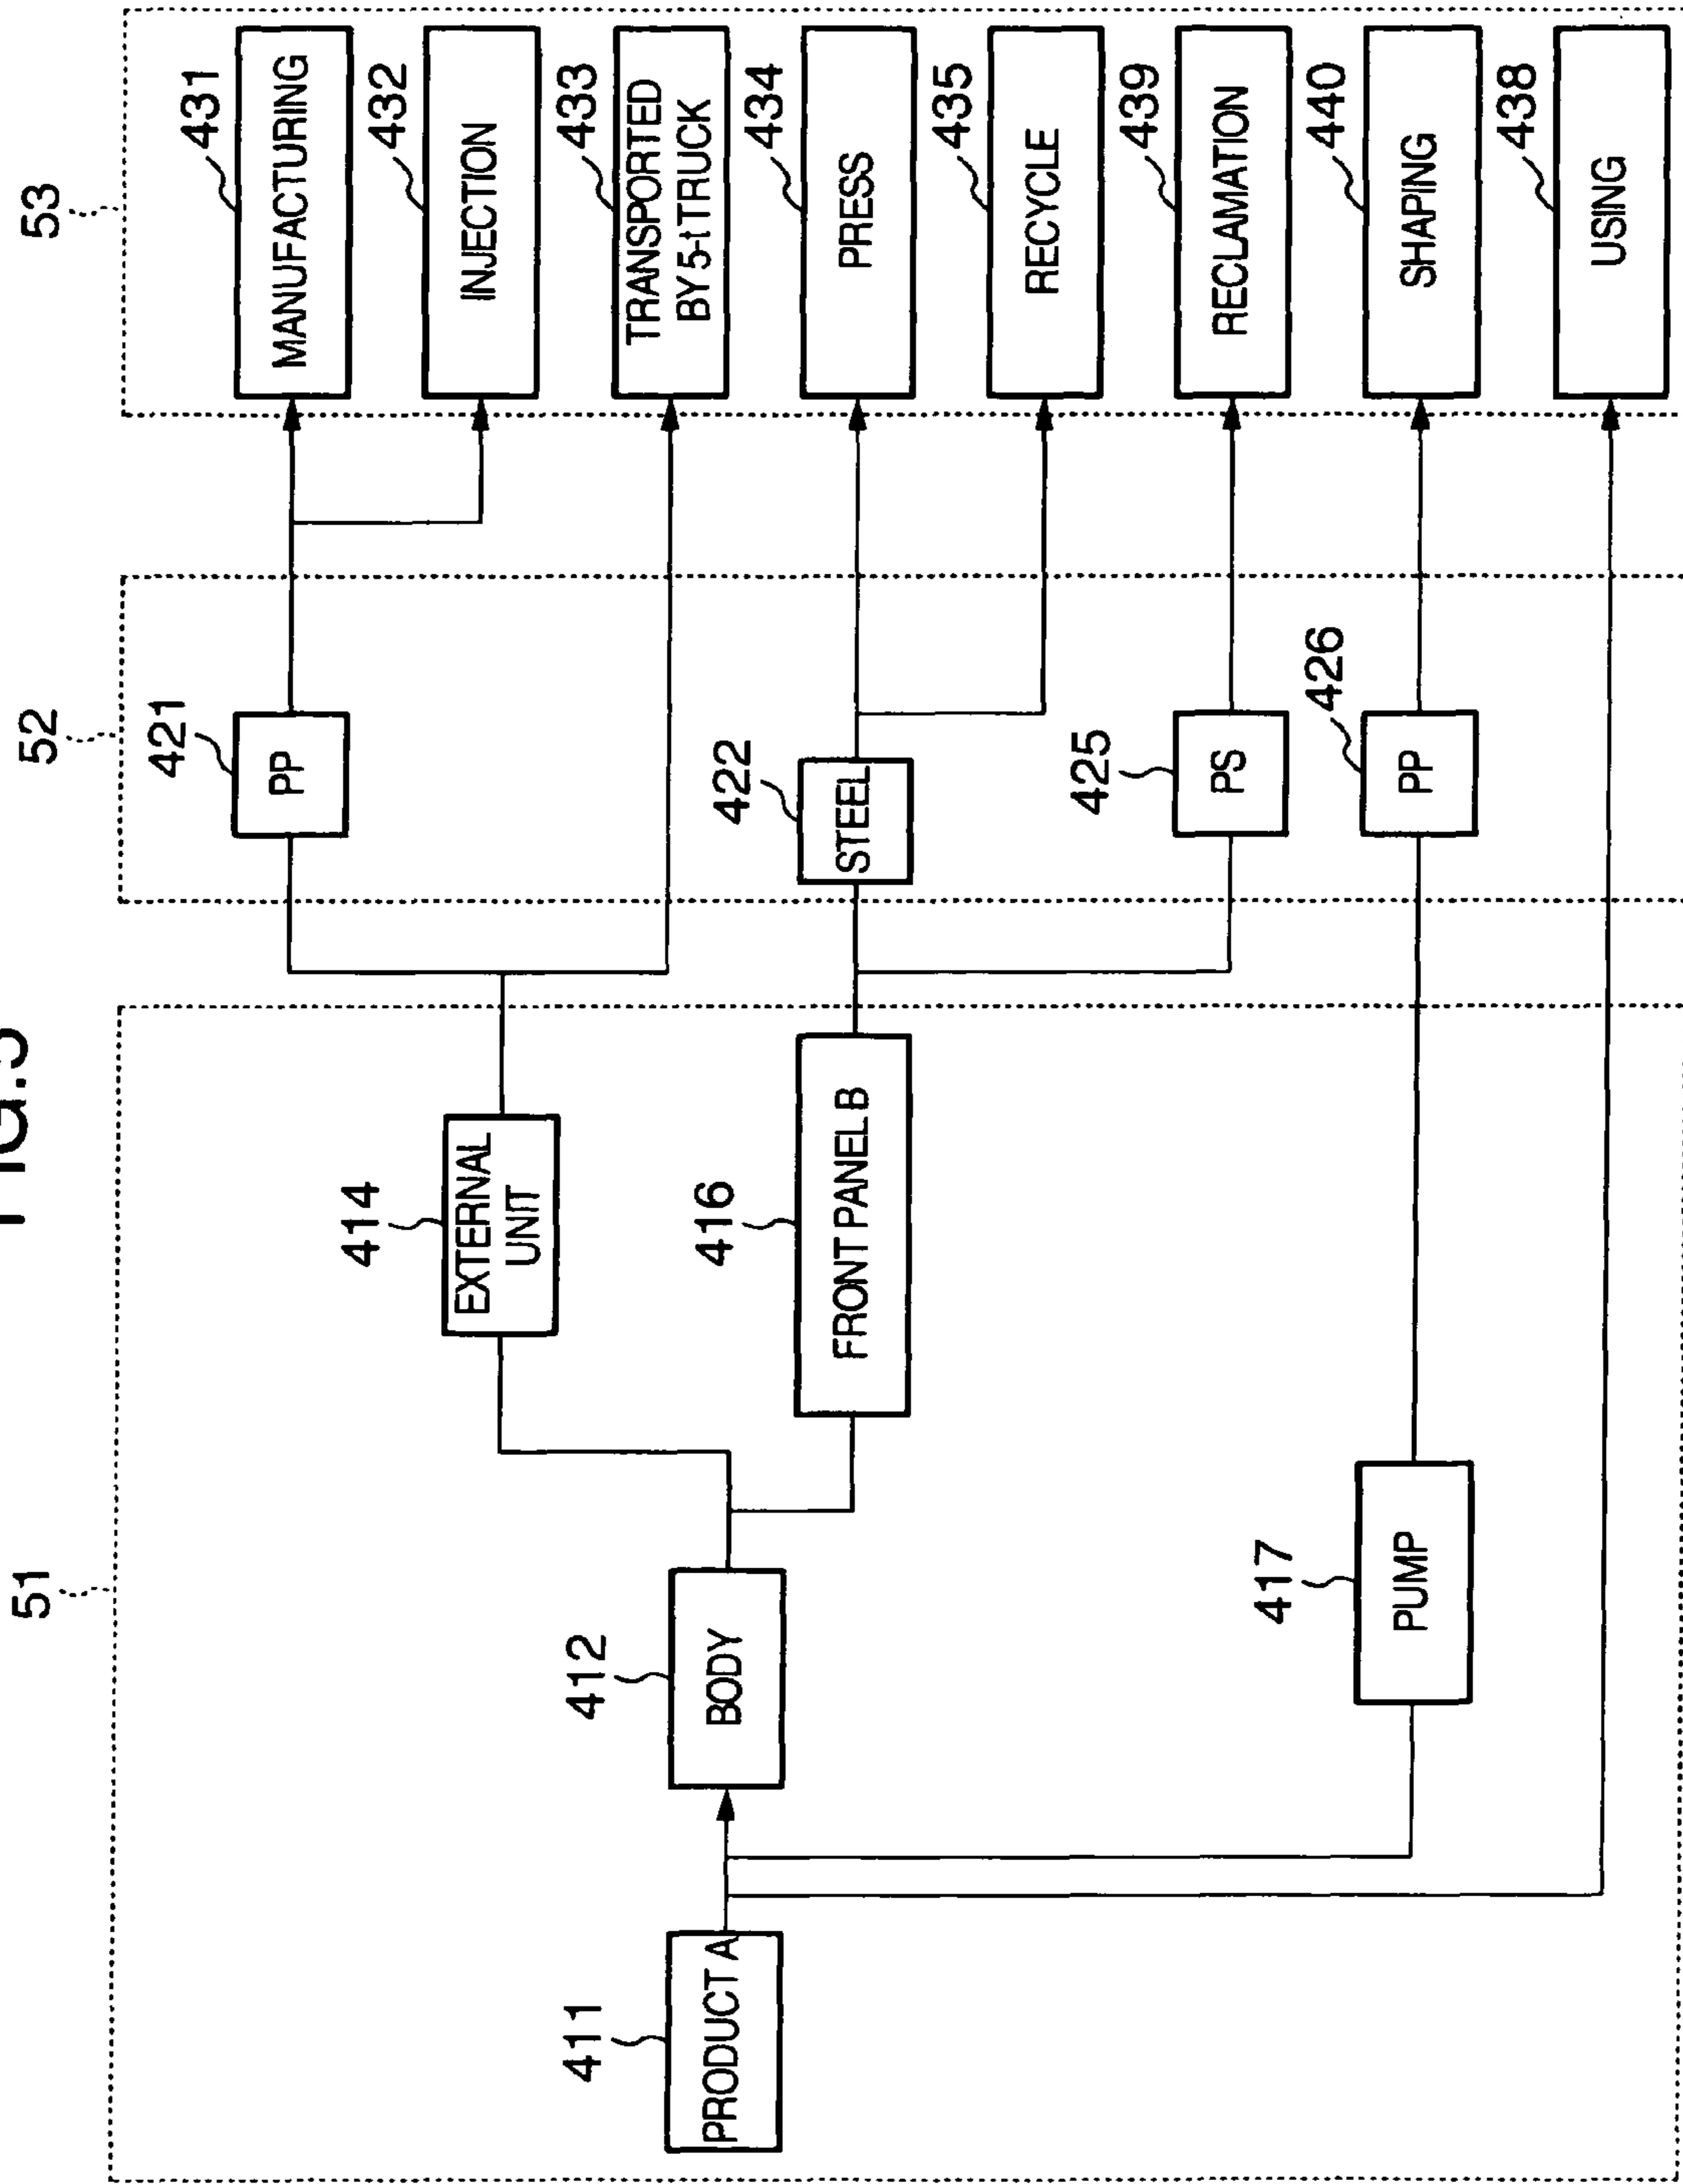 FIG.5
51
52
53
411
PRODUCT A
412
BODY
414
EXTERNAL
UNIT
416
FRONT PANEL B
417
PUMP
421
PP
422
STEEL
425
PS
426
PP
431
MANUFACTURING
432
INJECTION
433
TRANSPORTED
BY 5-t TRUCK
434
PRESS
435
RECYCLE
439
RECLAMATION
440
SHAPING
438
USING